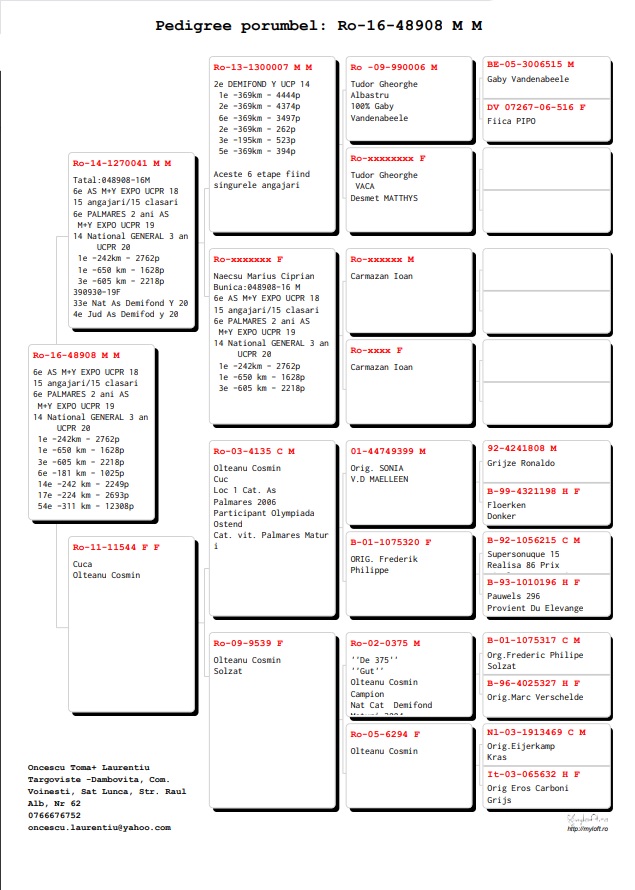 Pedigree porumbel: Ro-16-48908 M M
Ro-16-48908 M M
6e AS M+Y EXPO UCPR 18
15 angajari/15 clasari
6e PALMARES 2 ani AS
M+Y EXPO UCPR 19
14 National GENERAL 3 an
UCPR 20
1e -242km - 2762p
1e -650 km - 1628p
3e -605 km - 2218p
6e -181 km - 1025p
14e -242 km - 2249p
17e -224 km - 2693p
54e -311 km - 12308p
Ro-14-1270041 M M
Tatal:048908-16M
6e AS M+Y EXPO UCPR 18
15 angajari/15 clasari
6e PALMARES 2 ani AS
M+Y EXPO UCPR 19
14 National GENERAL 3 an
UCPR 20
1e -242km - 2762p
1e -650 km - 1628p
3e -605 km - 2218p
390930-19F
33e Nat As Demifond Y 20
4e Jud As Demifod y 20
Ro-11-11544 F F
Cuca
Olteanu Cosmin
Ro-13-1300007 M M
2e DEMIFOND Y UCP 14
1e -369km - 4444p
2e -369km - 4374p
6e -369km - 3497p
2e -369km - 262p
3e -195km - 523p
5e -369km - 394p
Aceste 6 etape fiind
singurele angajari
Ro-xxxxxxx F
Naecsu Marius Ciprian
Bunica:048908-16 M
6e AS M+Y EXPO UCPR 18
15 angajari/15 clasari
6e PALMARES 2 ani AS
M+Y EXPO UCPR 19
14 National GENERAL 3 an
UCPR 20
1e -242km - 2762p
1e -650 km - 1628p
3e -605 km - 2218p
Ro-03-4135 C M
Olteanu Cosmin
Cuc
Loc 1 Cat. As
Palmares 2006
Participant Olympiada
Ostend
Cat. vit. Palmares Matur
i
Ro-09-9539 F
Olteanu Cosmin
Solzat
Ro -09-990006 M
Tudor Gheorghe
Albastru
100% Gaby
Vandenabeele
Ro-xxxxxxxx F
Tudor Gheorghe
VACA
Desmet MATTHYS
Ro-xxxxxx M
Carmazan Ioan
Ro-xxxx F
Carmazan Ioan
01-44749399 M
Orig. SONIA
V.D MAELLEEN
B-01-1075320 F
ORIG. Frederik
Philippe
Ro-02-0375 M
''De 375''
''Gut''
Olteanu Cosmin
Campion
Nat Cat  Demifond
Ro-05-6294 F
Olteanu Cosmin
BE-05-3006515 M
Gaby Vandenabeele
DV 07267-06-516 F
Fiica PIPO
92-4241808 M
Grijze Ronaldo
B-99-4321198 H F
Floerken
Donker
B-92-1056215 C M
Supersonuque 15
Realisa 86 Prix
B-93-1010196 H F
Pauwels 296
Provient Du Elevange
B-01-1075317 C M
Org.Frederic Philipe
Solzat
B-96-4025327 H F
Orig.Marc Verschelde
Nl-03-1913469 C M
Orig.Eijerkamp
Kras
It-03-065632 H F
Orig Eros Carboni
Grijs
Oncescu Toma+ Laurentiu
Targoviste -Dambovita, Com.
Voinesti, Sat Lunca, Str. Raul
Alb, Nr 62
0766676752
oncescu.laurentiu@yahoo.com
http://myloft.ro